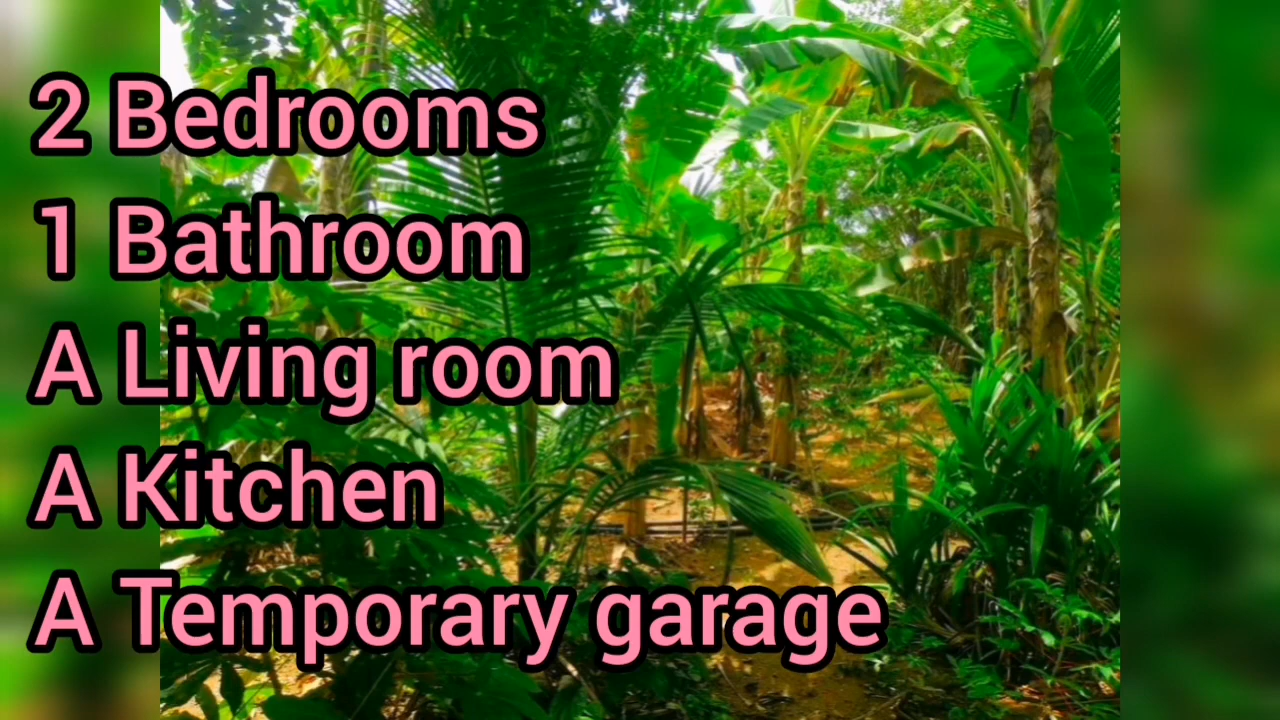 2 Bedrooms
1 Bathroom
A Living room
A Kitchen
A Temporary garage